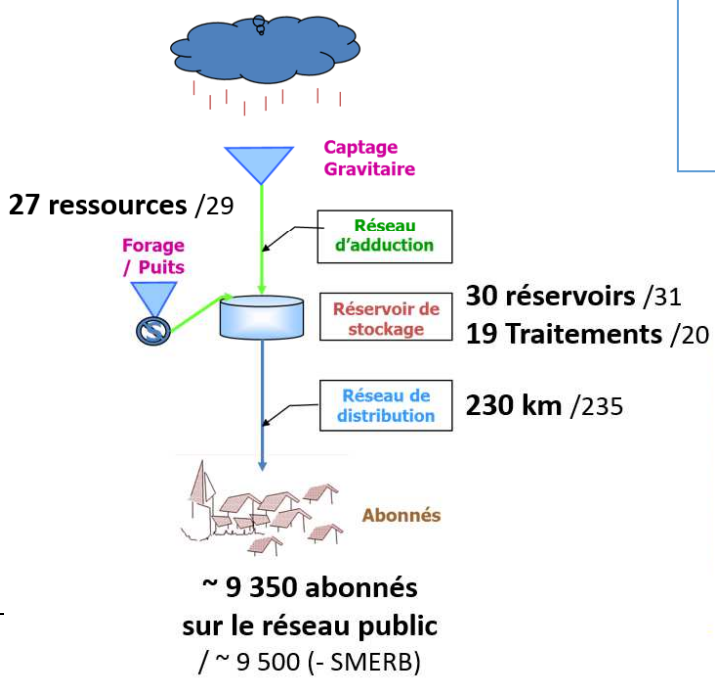 Captage
Gravitaire
27 ressources /29
Réseau
d'adduction
Forage
/ Puits
Réservoir de
stockage
30 réservoirs /31
19 Traitements /20
Réseau de
distribution
230 km /235
Abonnés
~ 9 350 abonnés
sur le réseau public
/ ~ 9 500 (- SMERB)